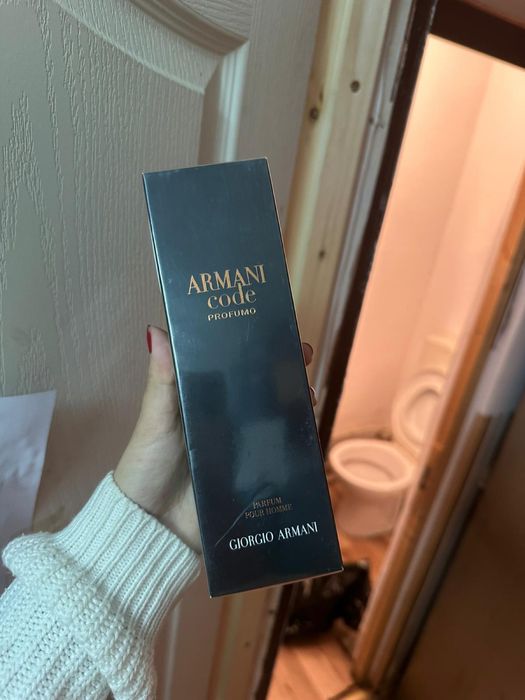 ARMANI
code
PROFUMO
PARFUM
POUR HOMME
GIORGIO ARMANI